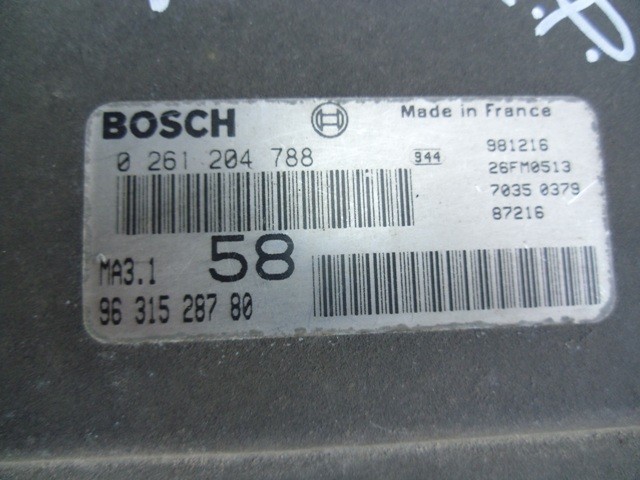 BOSCH Made in France
0 261 204 788 944 981216
26FM0513
7035 0379
87216
MA3.1 58
96 315 287 80